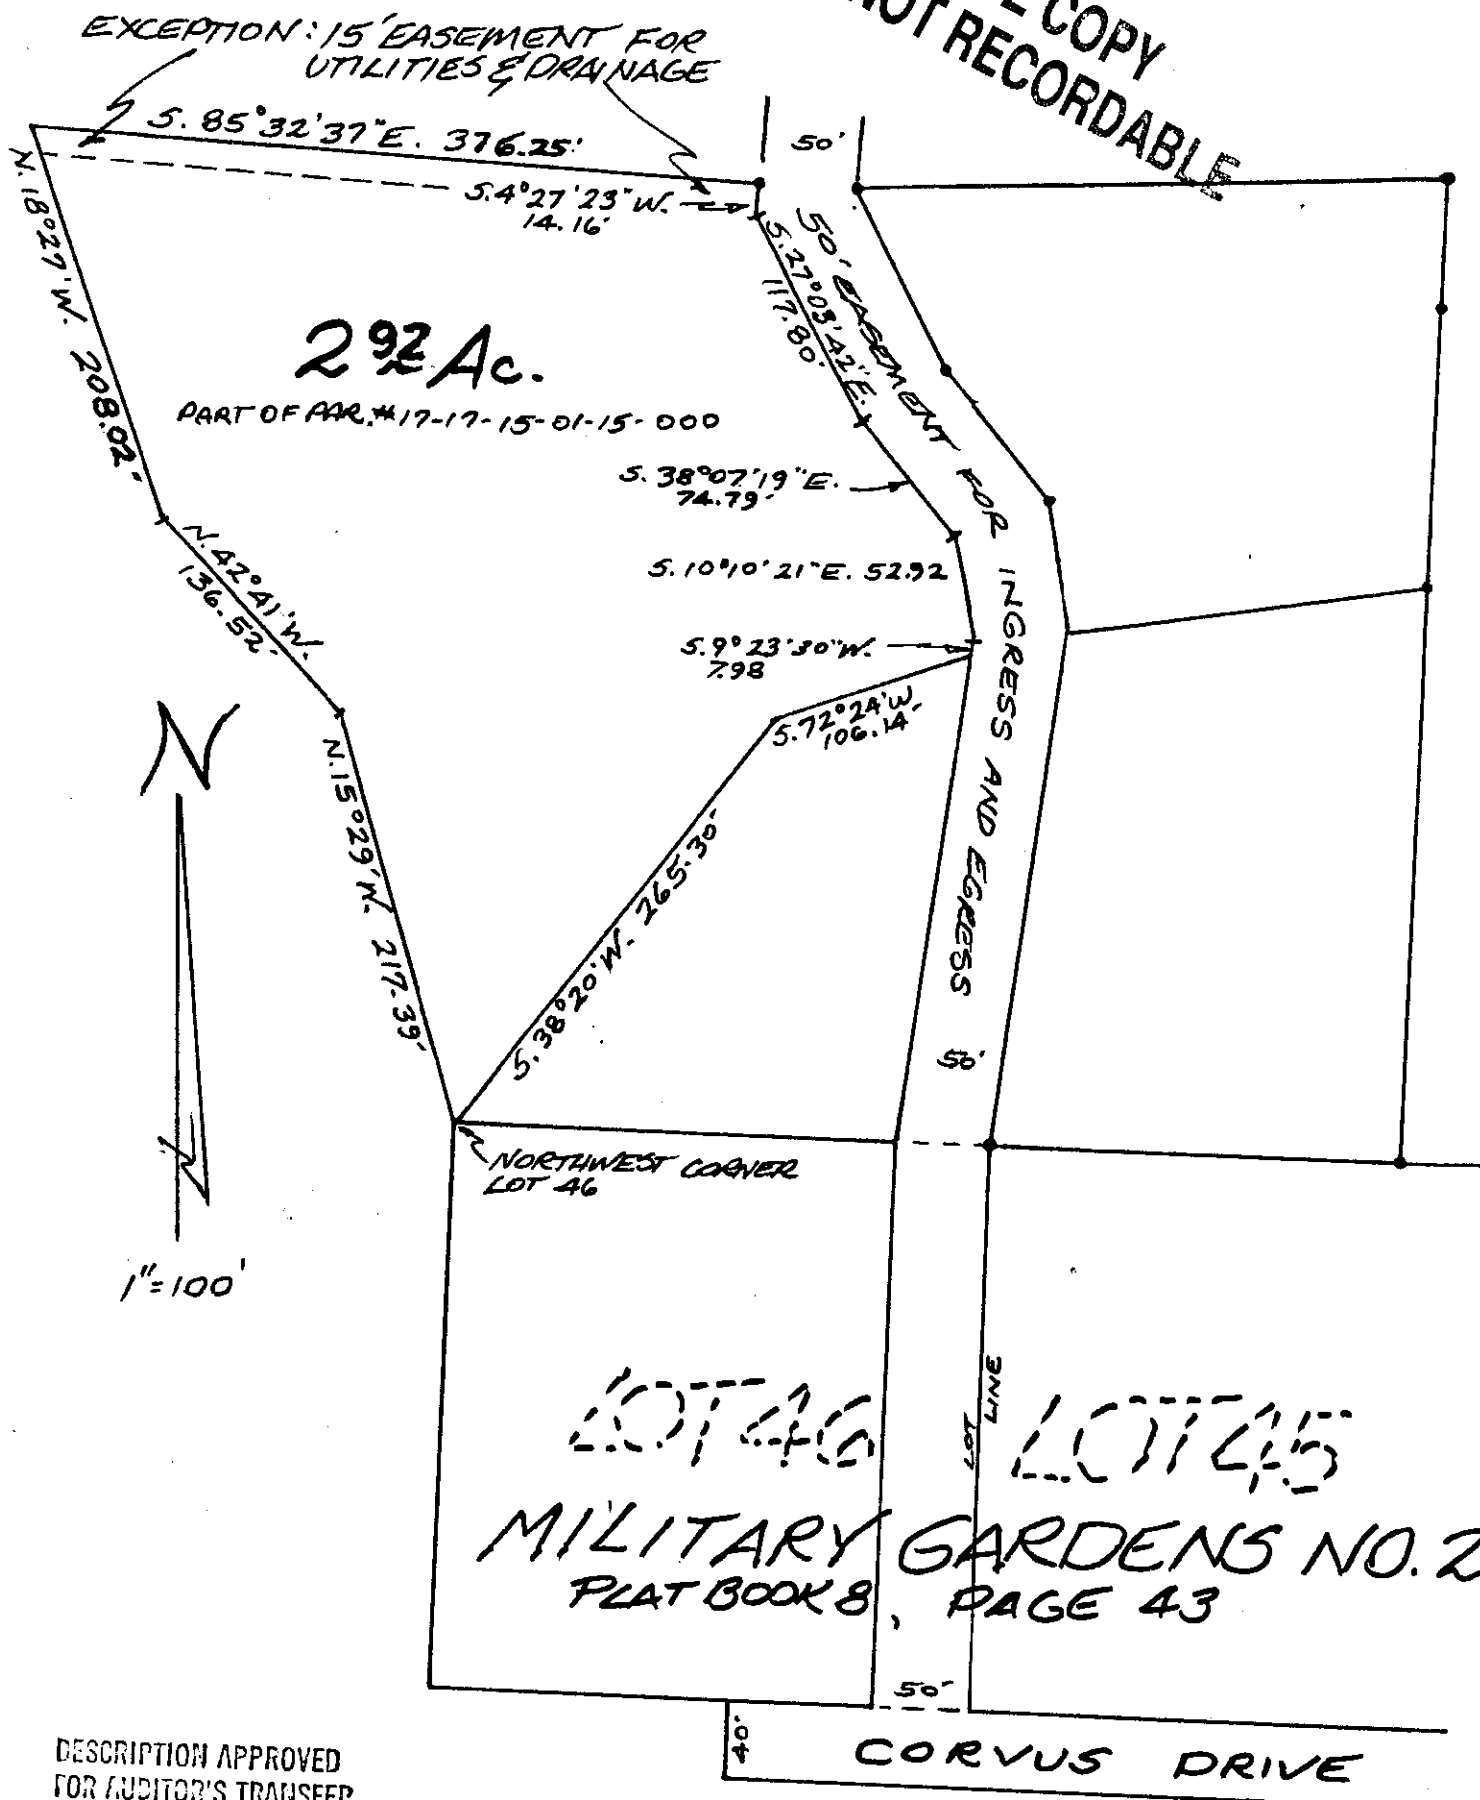 COPY
NOT RECORDABLE
EXCEPTION: 15' EASEMENT FOR
UTILITIES & DRAINAGE
S. 85°32'37"E. 376.25'
50'
S.4°27'23"W.
14.16'
N. 18°27'W. 208.02'
S.27°03'42"E.
117.80'
50' EASEMENT FOR INGRESS AND EGRESS
2 92 Ac.
PART OF PAR.#17-17-15-01-15-000
S. 38°07'19"E.
74.79'
N.42°41'W.
136.52'
S.10°10'21"E. 52.92
S.9°23'30"W.
7.98
S.72°24'W
106.14'
N
N.15°29'W. 217.39'
S.38°20'W. 265.30'
50'
NORTHWEST CORNER
LOT 46
1"=100'
LOT LINE
LOT 46
LOT 45
MILITARY GARDENS NO. 2
PLAT BOOK 8, PAGE 43
50'
40'
CORVUS DRIVE
DESCRIPTION APPROVED
FOR AUDITOR'S TRANSFER